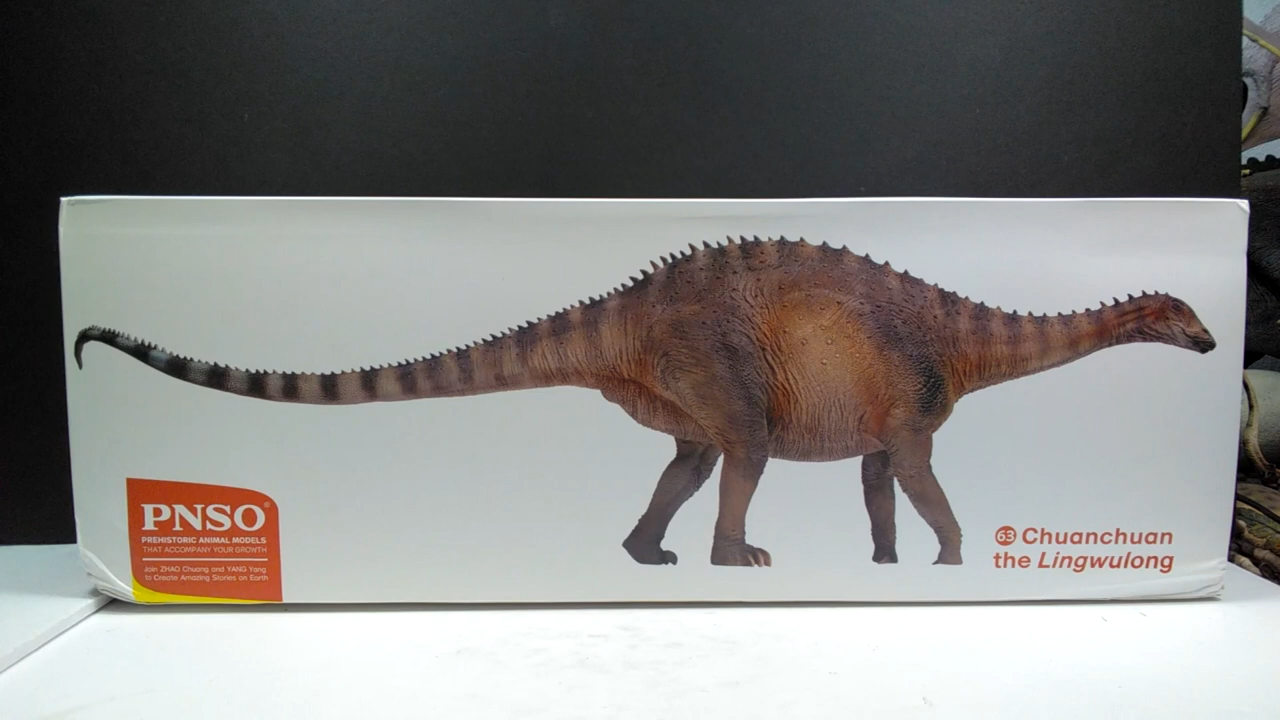 PNSO®
PREHISTORIC ANIMAL MODELS
THAT ACCOMPANY YOUR GROWTH
Join ZHAO Chuang and YANG Yang
to Create Amazing Stories on Earth
63 Chuanchuan
the Lingwulong